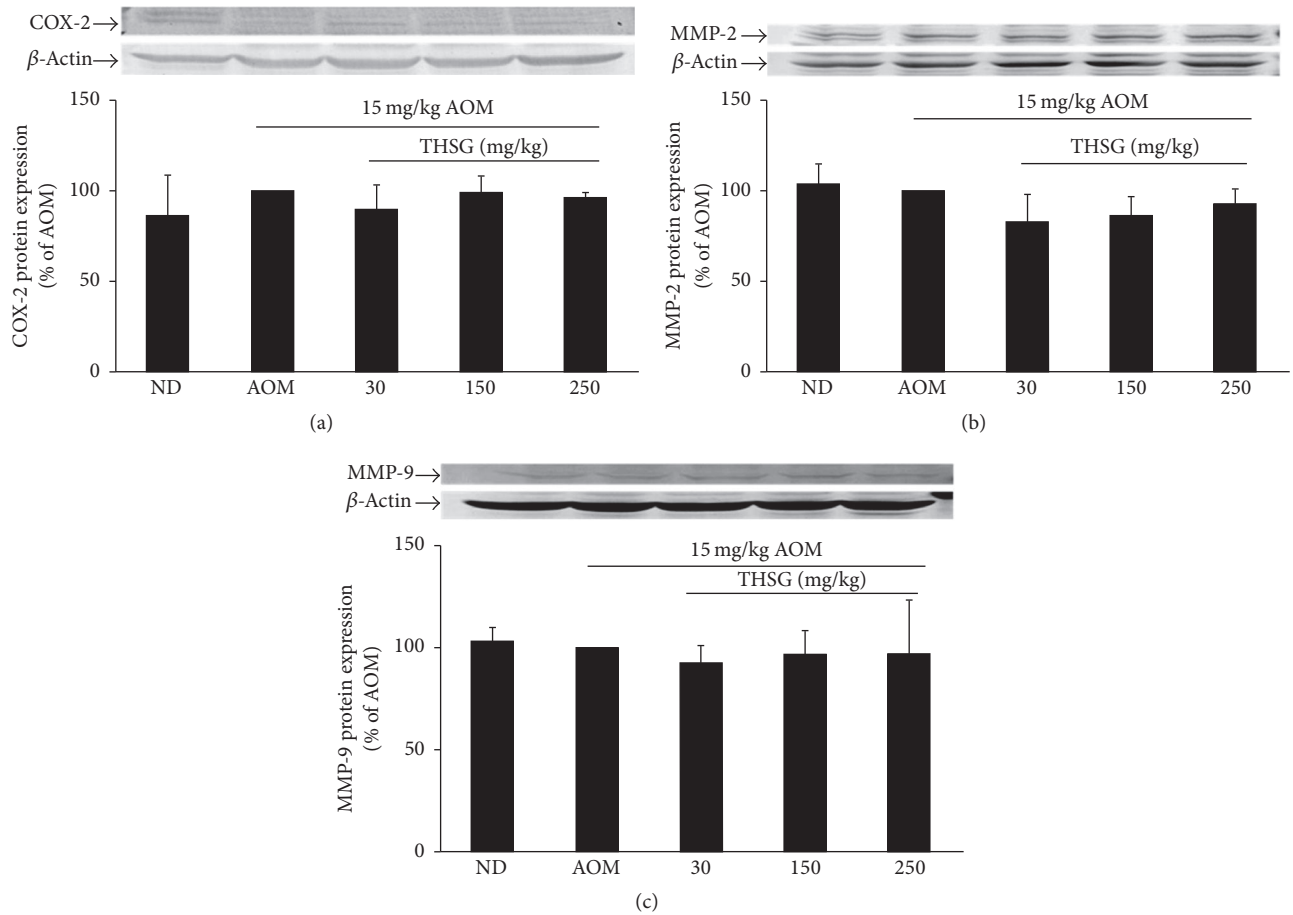 COX-2
β-Actin
COX-2 protein expression
(% of AOM)
150
100
50
0
15 mg/kg AOM
THSG (mg/kg)
ND AOM 30 150 250
(a)
MMP-2
β-Actin
MMP-2 protein expression
(% of AOM)
150
100
50
0
15 mg/kg AOM
THSG (mg/kg)
ND AOM 30 150 250
(b)
MMP-9
β-Actin
MMP-9 protein expression
(% of AOM)
150
100
50
0
15 mg/kg AOM
THSG (mg/kg)
ND AOM 30 150 250
(c)